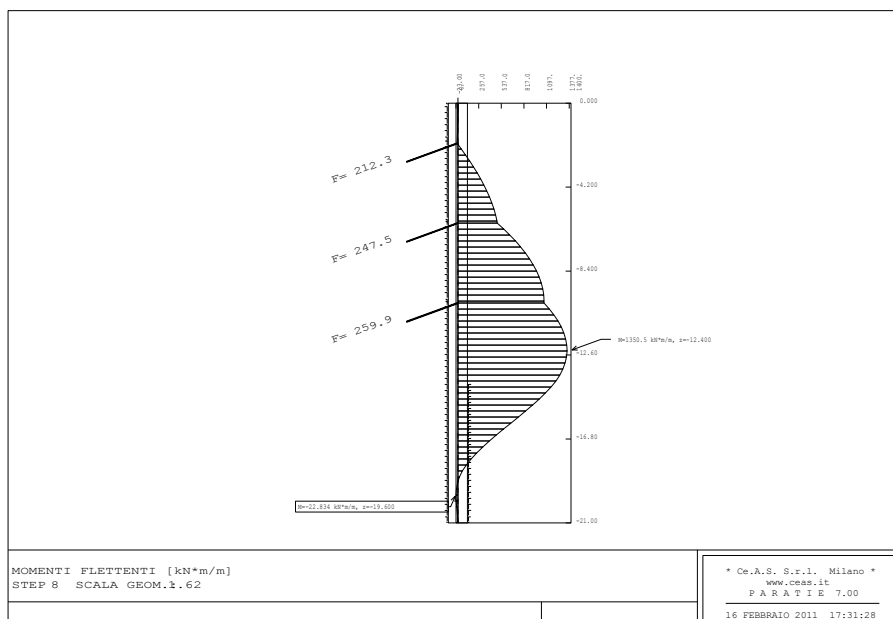 -23.00
257.0
537.0
817.0
1097.
1377.
1400.
0.000
F= 212.3
-4.200
F= 247.5
-8.400
F= 259.9
M=1350.5 kN*m/m, z=-12.400
-12.60
-16.80
M=-22.834 kN*m/m, z=-19.600
-21.00
MOMENTI FLETTENTI [kN*m/m]
STEP 8 SCALA GEOM.1.62
* Ce.A.S. S.r.l. Milano *
www.ceas.it
P A R A T I E 7.00
16 FEBBRAIO 2011 17:31:28